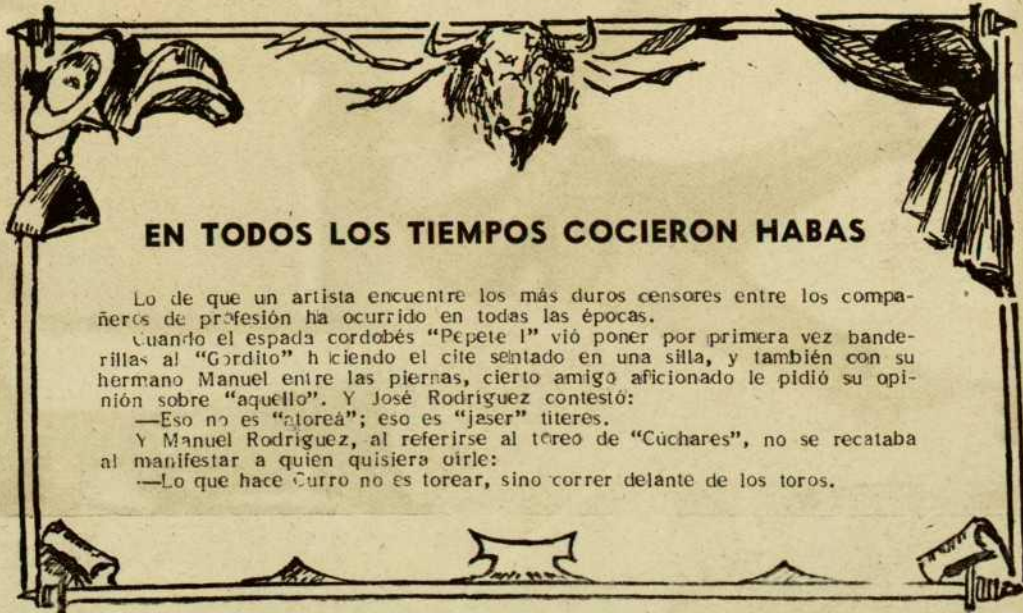 EN TODOS LOS TIEMPOS COCIERON HABAS
Lo de que un artista encuentre los más duros censores entre los compa-
ñeros de profesión ha ocurrido en todas las épocas.
Cuando el espada cordobés "Pepete I" vió poner por primera vez bande-
rillas al "Gordito" haciendo el cite sentado en una silla, y también con su
hermano Manuel entre las piernas, cierto amigo aficionado le pidió su opi-
nión sobre "aquello". Y José Rodríguez contestó:
—Eso no es "atoreá"; eso es "jaser" títeres.
Y Manuel Rodríguez, al referirse al toreo de "Cúchares", no se recataba
al manifestar a quien quisiera oirle:
—Lo que hace Curro no es torear, sino correr delante de los toros.